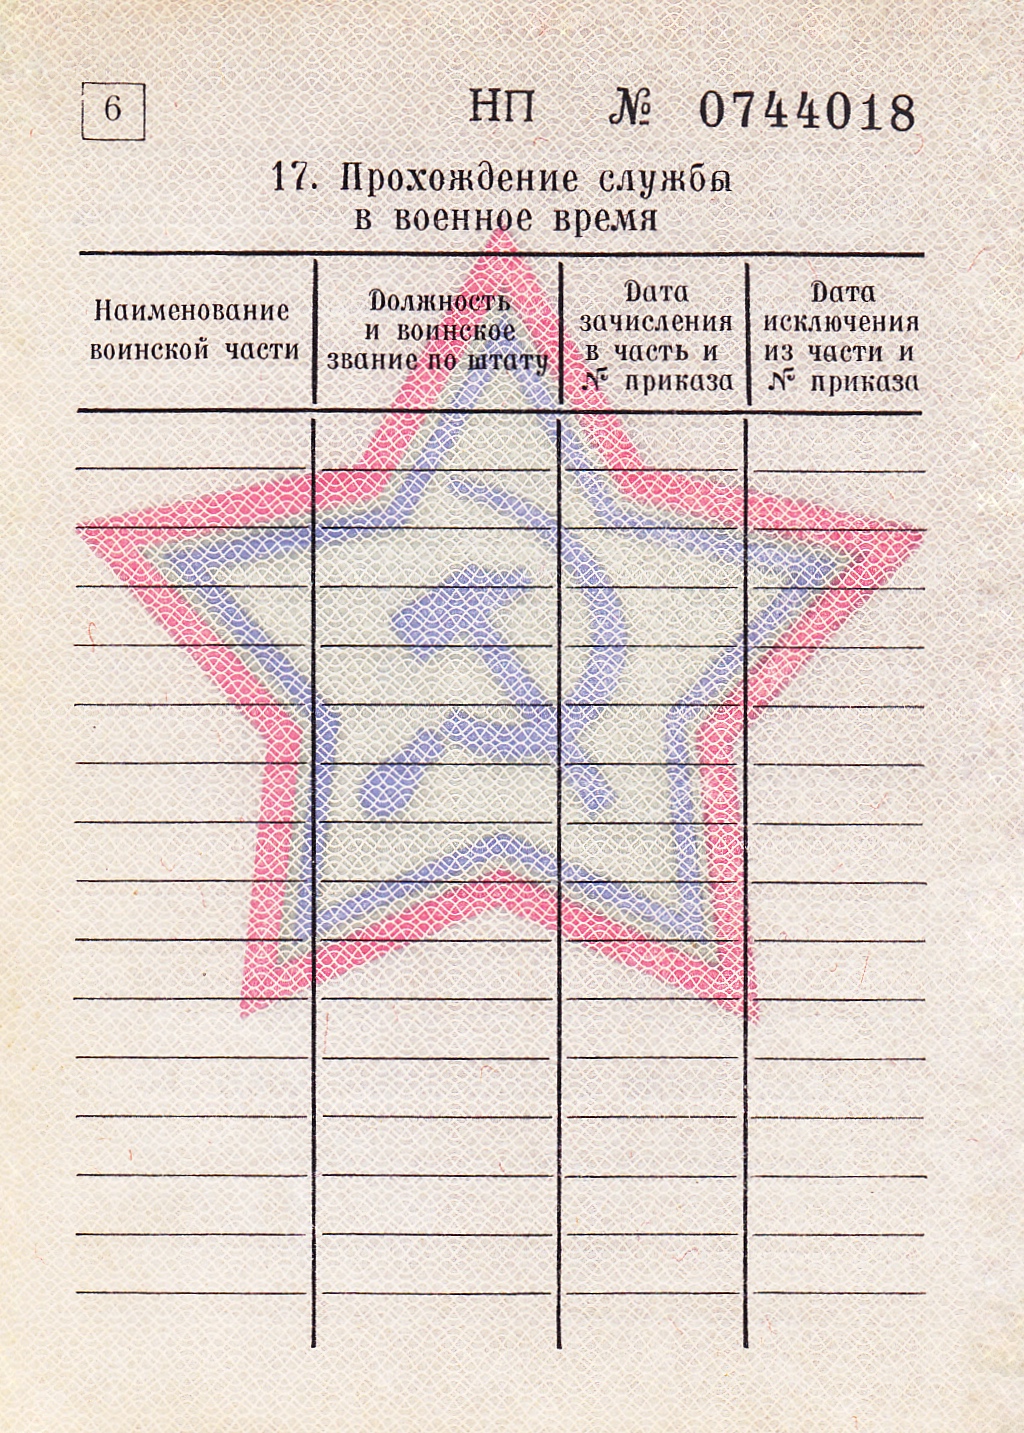 6
НП № 0744018
17. Прохождение службы
в военное время
Наименование
воинской части
Должность
и воинское
звание по штату
Дата
зачисления
в часть и
№ приказа
Дата
исключения
из части и
№ приказа